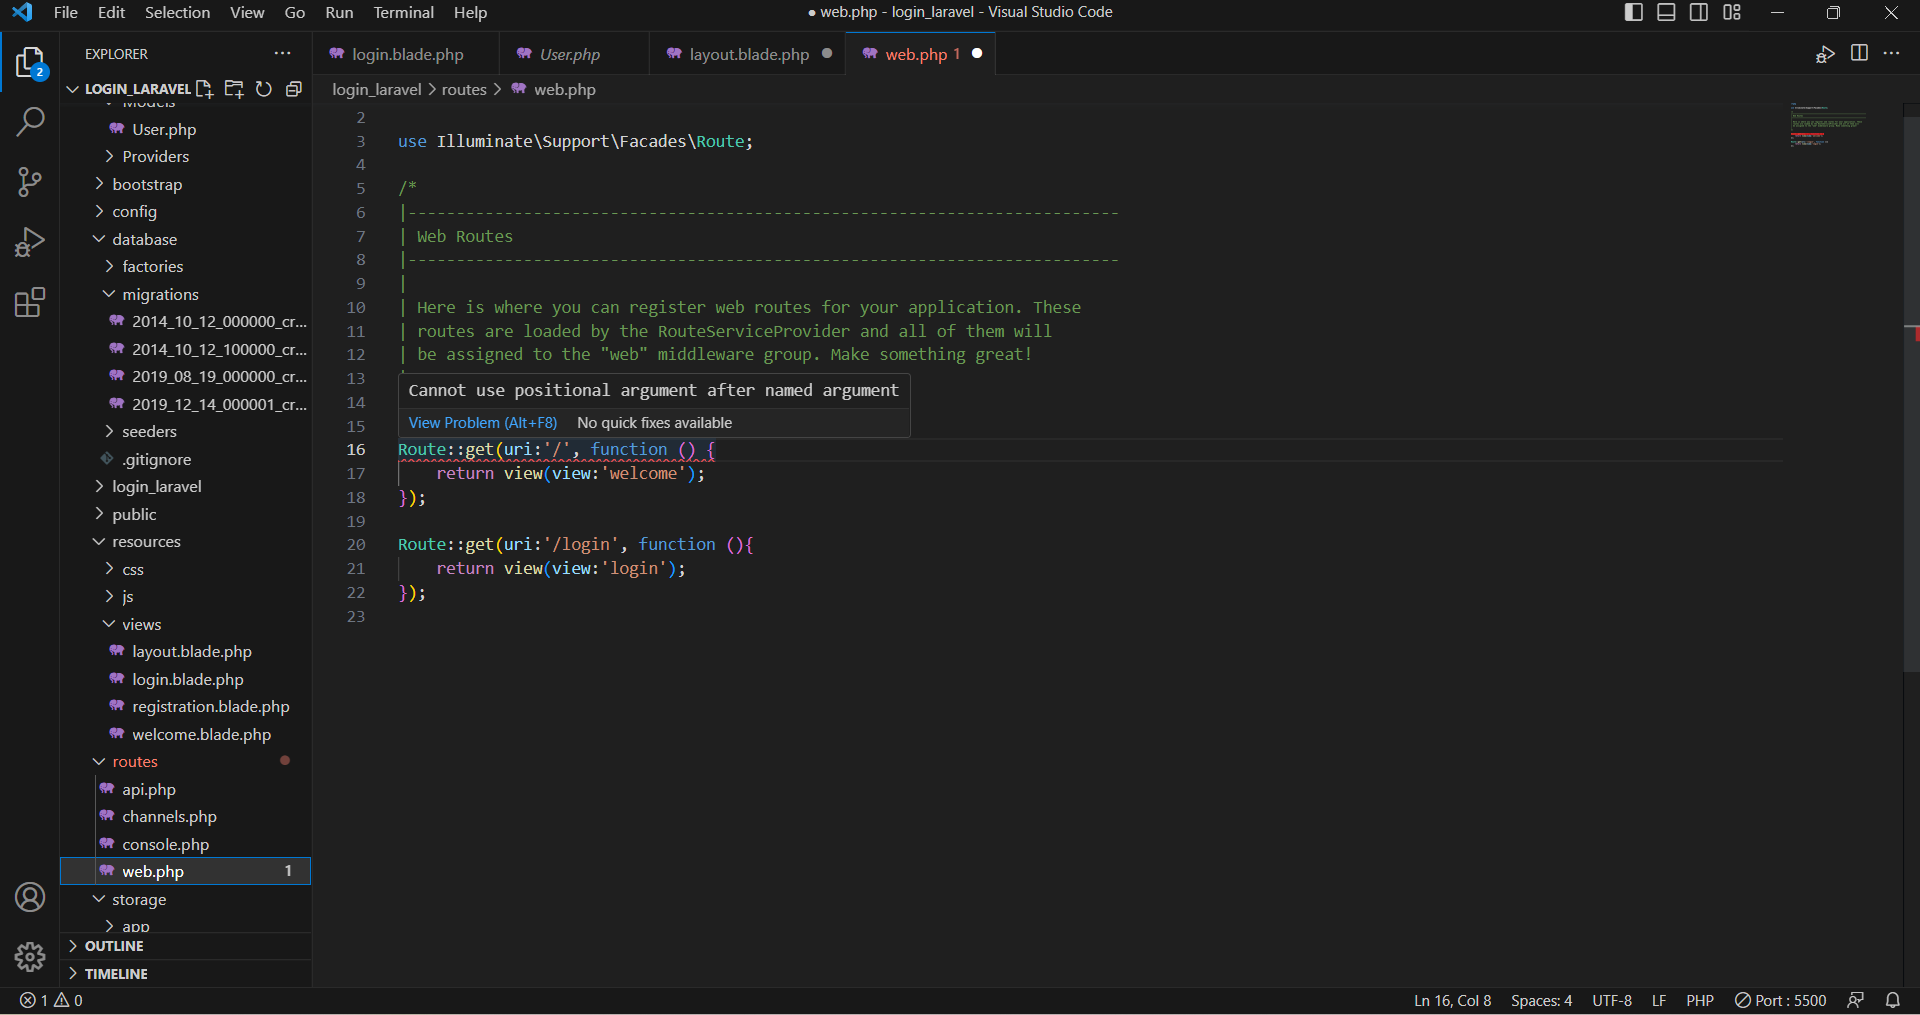 File Edit Selection View Go Run Terminal Help
● web.php - login_laravel - Visual Studio Code
EXPLORER
2
LOGIN_LARAVEL
Models
User.php
Providers
bootstrap
config
database
factories
migrations
2014_10_12_000000_cr...
2014_10_12_100000_cr...
2019_08_19_000000_cr...
2019_12_14_000001_cr...
seeders
.gitignore
login_laravel
public
resources
css
js
views
layout.blade.php
login.blade.php
registration.blade.php
welcome.blade.php
routes
api.php
channels.php
console.php
web.php 1
storage
app
OUTLINE
TIMELINE
login.blade.php User.php layout.blade.php web.php 1
login_laravel > routes > web.php
2
3 use Illuminate\Support\Facades\Route;
4
5 /*
6 |--------------------------------------------------------------------------
7 | Web Routes
8 |--------------------------------------------------------------------------
9 |
10 | Here is where you can register web routes for your application. These
11 | routes are loaded by the RouteServiceProvider and all of them will
12 | be assigned to the "web" middleware group. Make something great!
13
Cannot use positional argument after named argument
14
View Problem (Alt+F8) No quick fixes available
15
16 Route::get(uri:'/', function () {
17 return view(view:'welcome');
18 });
19
20 Route::get(uri:'/login', function (){
21 return view(view:'login');
22 });
23
1 0
Ln 16, Col 8 Spaces: 4 UTF-8 LF PHP Port : 5500